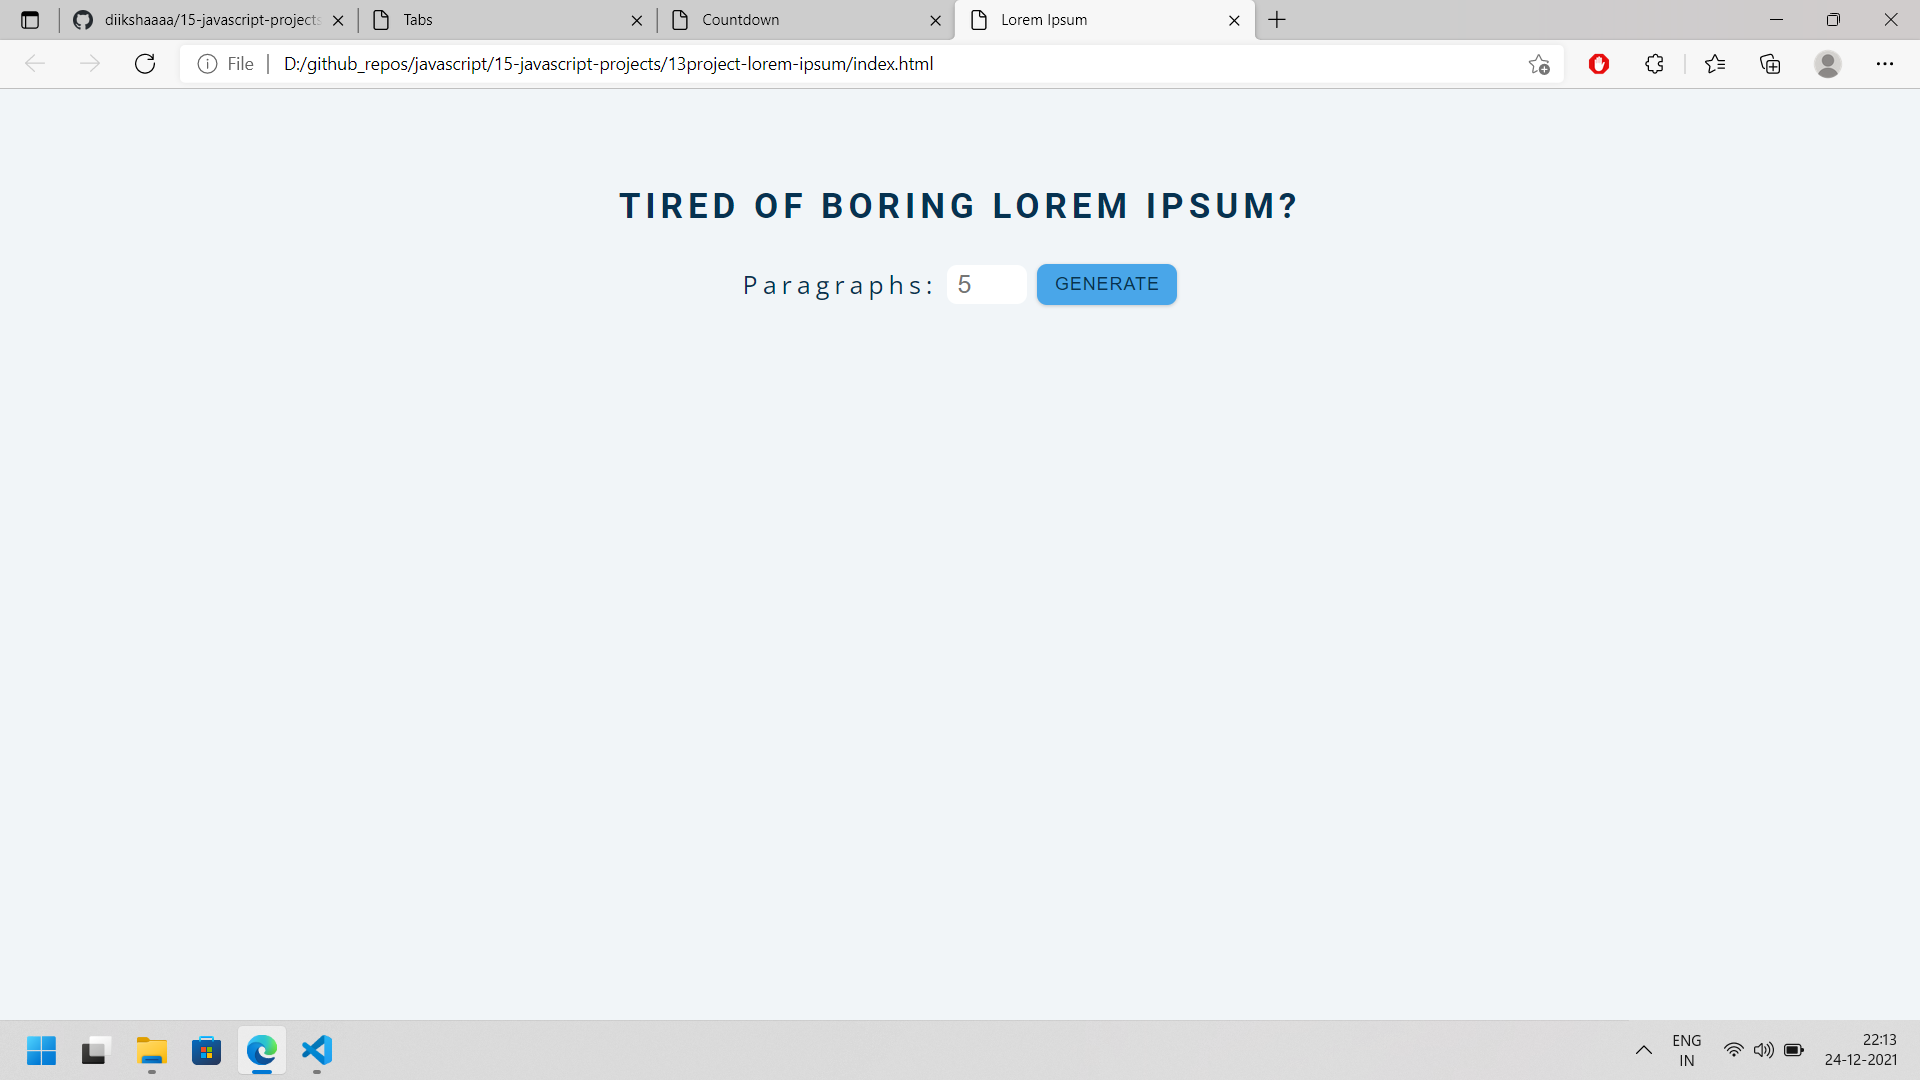 diikshaaaa/15-javascript-projects
Tabs
Countdown
Lorem Ipsum
File
D:/github_repos/javascript/15-javascript-projects/13project-lorem-ipsum/index.html
TIRED OF BORING LOREM IPSUM?
Paragraphs: 5 GENERATE
ENG
IN
22:13
24-12-2021